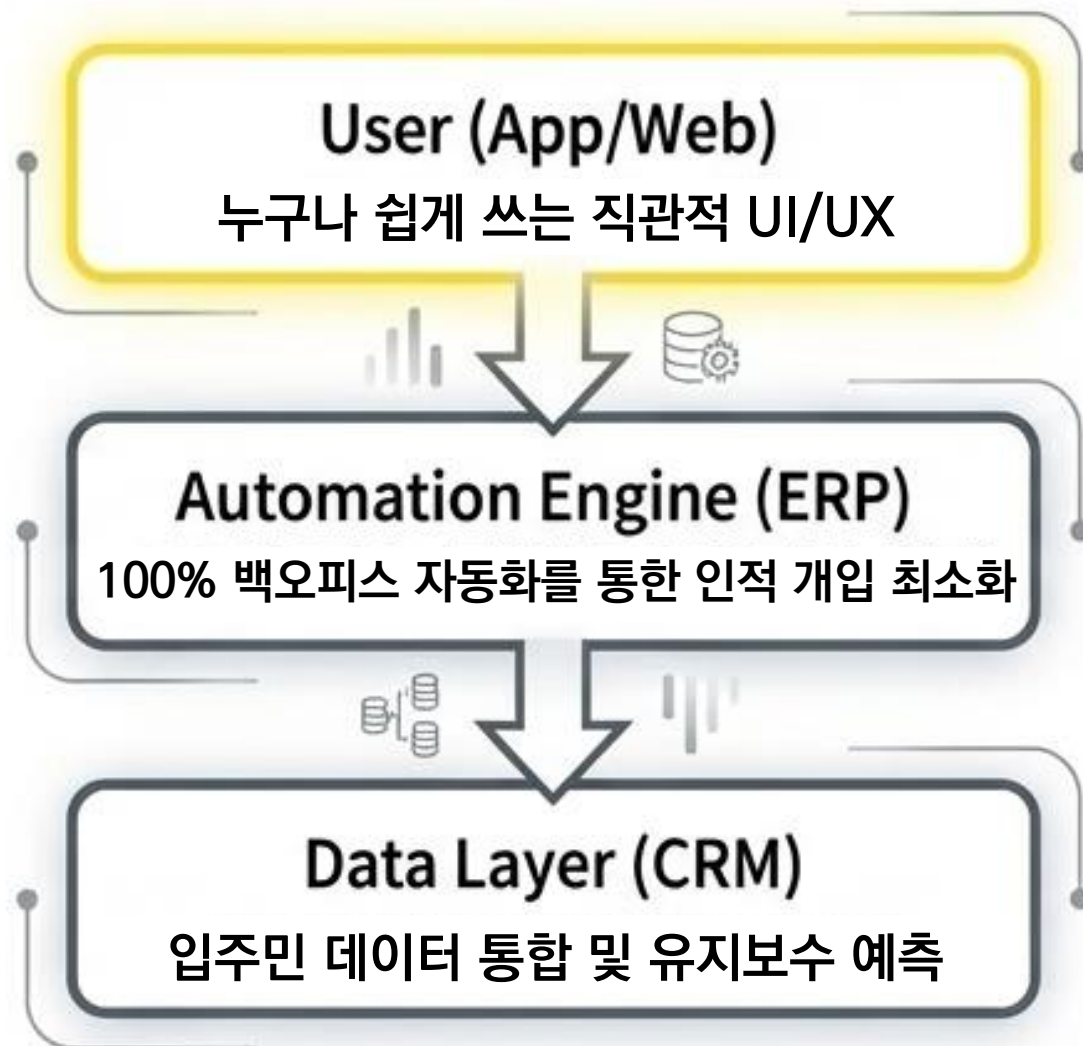 User (App/Web)
누구나 쉽게 쓰는 직관적 UI/UX
Automation Engine (ERP)
100% 백오피스 자동화를 통한 인적 개입 최소화
Data Layer (CRM)
입주민 데이터 통합 및 유지보수 예측